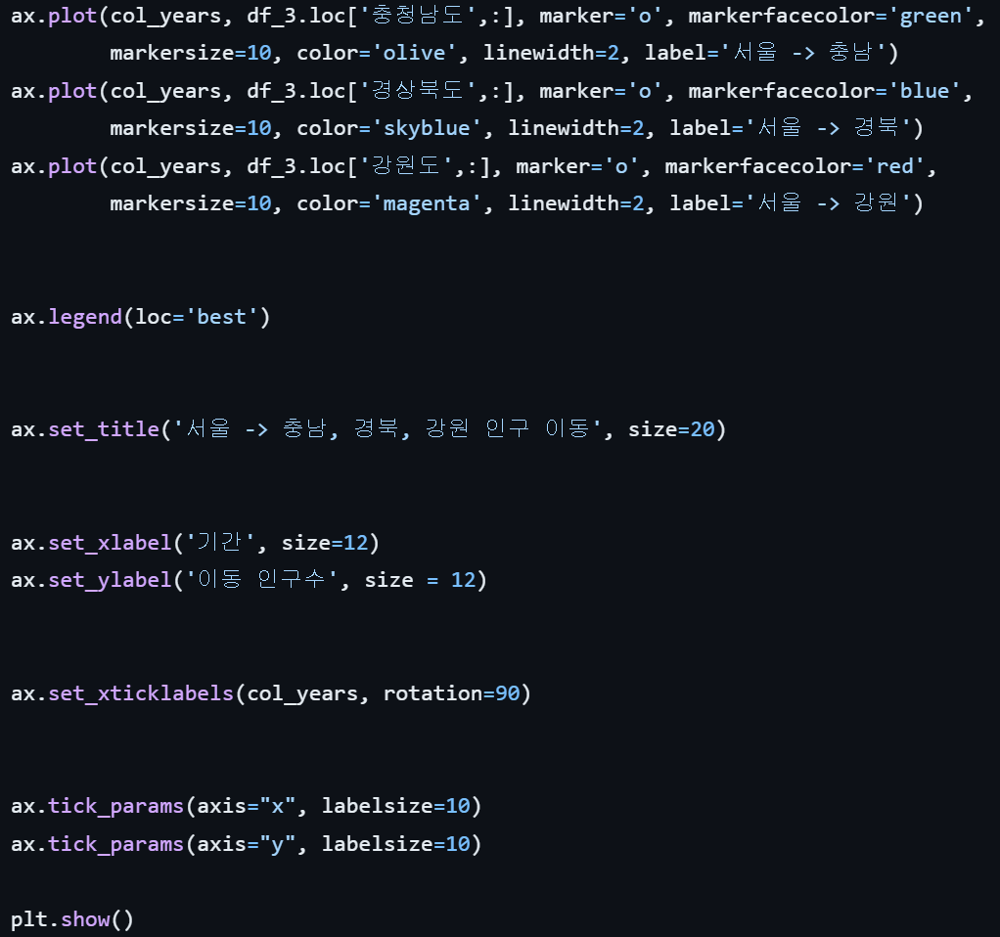 ax.plot(col_years, df_3.loc['충청남도',:], marker='o', markerfacecolor='green',
        markersize=10, color='olive', linewidth=2, label='서울 -> 충남')
ax.plot(col_years, df_3.loc['경상북도',:], marker='o', markerfacecolor='blue',
        markersize=10, color='skyblue', linewidth=2, label='서울 -> 경북')
ax.plot(col_years, df_3.loc['강원도',:], marker='o', markerfacecolor='red',
        markersize=10, color='magenta', linewidth=2, label='서울 -> 강원')
ax.legend(loc='best')
ax.set_title('서울 -> 충남, 경북, 강원 인구 이동', size=20)
ax.set_xlabel('기간', size=12)
ax.set_ylabel('이동 인구수', size = 12)
ax.set_xticklabels(col_years, rotation=90)
ax.tick_params(axis="x", labelsize=10)
ax.tick_params(axis="y", labelsize=10)
plt.show()